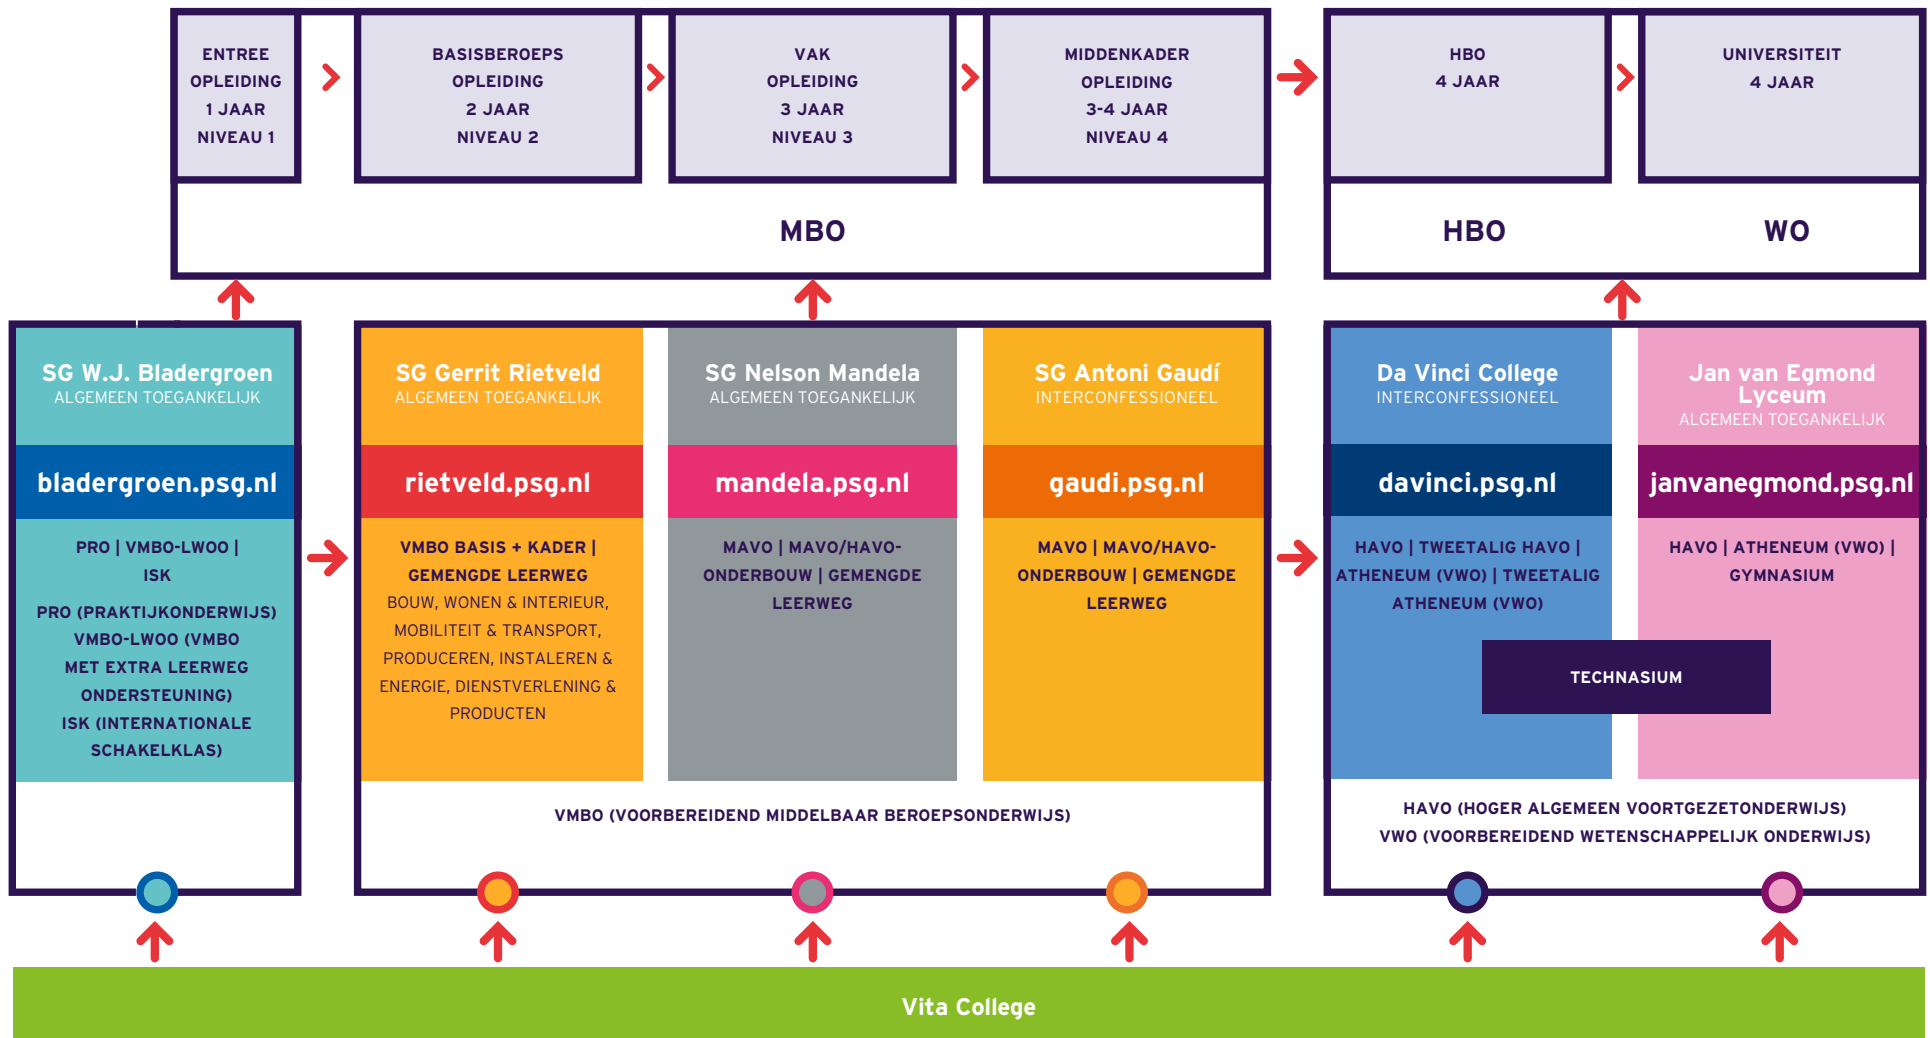 ENTREE
OPLEIDING
1 JAAR
NIVEAU 1
BASISBEROEPS
OPLEIDING
2 JAAR
NIVEAU 2
VAK
OPLEIDING
3 JAAR
NIVEAU 3
MIDDENKADER
OPLEIDING
3-4 JAAR
NIVEAU 4
HBO
4 JAAR
UNIVERSITEIT
4 JAAR
MBO
HBO
WO
SG W.J. Bladergroen
ALGEMEEN TOEGANKELIJK
bladergroen.psg.nl
PRO | VMBO-LWOO |
ISK
PRO (PRAKTIJKONDERWIJS)
VMBO-LWOO (VMBO
MET EXTRA LEERWEG
ONDERSTEUNING)
ISK (INTERNATIONALE
SCHAKELKLAS)
SG Gerrit Rietveld
ALGEMEEN TOEGANKELIJK
rietveld.psg.nl
VMBO BASIS + KADER |
GEMENGDE LEERWEG
BOUW, WONEN & INTERIEUR,
MOBILITEIT & TRANSPORT,
PRODUCEREN, INSTALEREN &
ENERGIE, DIENSTVERLENING &
PRODUCTEN
SG Nelson Mandela
ALGEMEEN TOEGANKELIJK
mandela.psg.nl
MAVO | MAVO/HAVO-
ONDERBOUW | GEMENGDE
LEERWEG
SG Antoni Gaudí
INTERCONFESSIONEEL
gaudi.psg.nl
MAVO | MAVO/HAVO-
ONDERBOUW | GEMENGDE
LEERWEG
VMBO (VOORBEREIDEND MIDDELBAAR BEROEPSONDERWIJS)
Da Vinci College
INTERCONFESSIONEEL
davinci.psg.nl
HAVO | TWEETALIG HAVO |
ATHENEUM (VWO) | TWEETALIG
ATHENEUM (VWO)
Jan van Egmond
Lyceum
ALGEMEEN TOEGANKELIJK
janvanegmond.psg.nl
HAVO | ATHENEUM (VWO) |
GYMNASIUM
TECHNASIUM
HAVO (HOGER ALGEMEEN VOORTGEZETONDERWIJS)
VWO (VOORBEREIDEND WETENSCHAPPELIJK ONDERWIJS)
Vita College